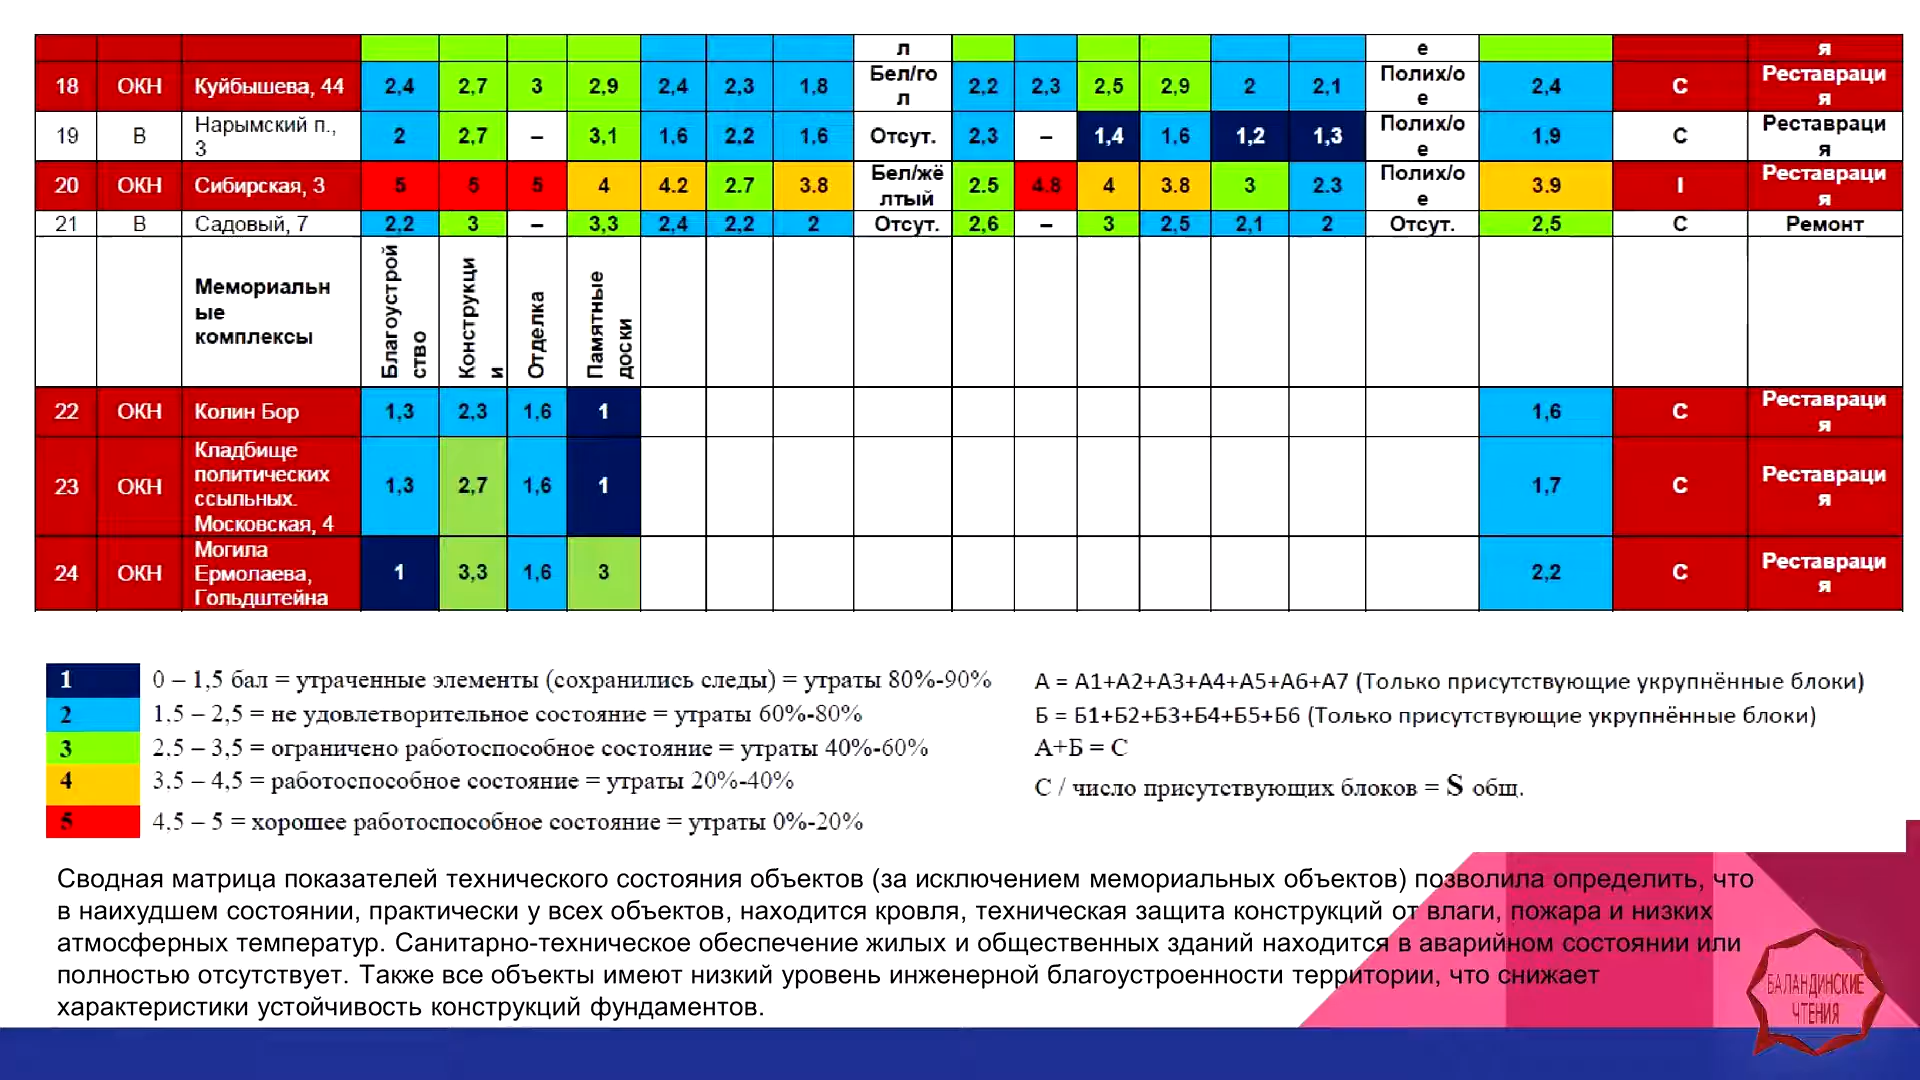 л е я
18 ОКН Куйбышева, 44 2,4 2,7 3 2,9 2,4 2,3 1,8 Бел/го л 2,2 2,3 2,5 2,9 2 2,1 Полих/о е 2,4 С Реставраци я
19 В Нарымский п., 3 2 2,7 – 3,1 1,6 2,2 1,6 Отсут. 2,3 – 1,4 1,6 1,2 1,3 Полих/о е 1,9 С Реставраци я
20 ОКН Сибирская, 3 5 5 5 4 4.2 2.7 3.8 Бел/жё лтый 2.5 4.8 4 3.8 3 2.3 Полих/о е 3.9 I Реставраци я
21 В Садовый, 7 2,2 3 – 3,3 2,4 2,2 2 Отсут. 2,6 – 3 2,5 2,1 2 Отсут. 2,5 С Ремонт
Мемориальн
ые
комплексы
Благоустрой
ство
Конструкци
и
Отделка
Памятные
доски
22 ОКН Колин Бор 1,3 2,3 1,6 1 1,6 С Реставраци я
23 ОКН Кладбище политических ссыльных. Московская, 4 1,3 2,7 1,6 1 1,7 С Реставраци я
24 ОКН Могила Ермолаева, Гольдштейна 1 3,3 1,6 3 2,2 С Реставраци я
1 0 – 1,5 бал = утраченные элементы (сохранились следы) = утраты 80%-90%
2 1,5 – 2,5 = не удовлетворительное состояние = утраты 60%-80%
3 2,5 – 3,5 = ограничено работоспособное состояние = утраты 40%-60%
4 3,5 – 4,5 = работоспособное состояние = утраты 20%-40%
5 4,5 – 5 = хорошее работоспособное состояние = утраты 0%-20%
А = А1+А2+А3+А4+А5+А6+А7 (Только присутствующие укрупнённые блоки)
Б = Б1+Б2+Б3+Б4+Б5+Б6 (Только присутствующие укрупнённые блоки)
А+Б = С
С / число присутствующих блоков = S общ.
Сводная матрица показателей технического состояния объектов (за исключением мемориальных объектов) позволила определить, что
в наихудшем состоянии, практически у всех объектов, находится кровля, техническая защита конструкций от влаги, пожара и низких
атмосферных температур. Санитарно-техническое обеспечение жилых и общественных зданий находится в аварийном состоянии или
полностью отсутствует. Также все объекты имеют низкий уровень инженерной благоустроенности территории, что снижает
характеристики устойчивость конструкций фундаментов.
БАЛАНДИНСКИЕ
ЧТЕНИЯ